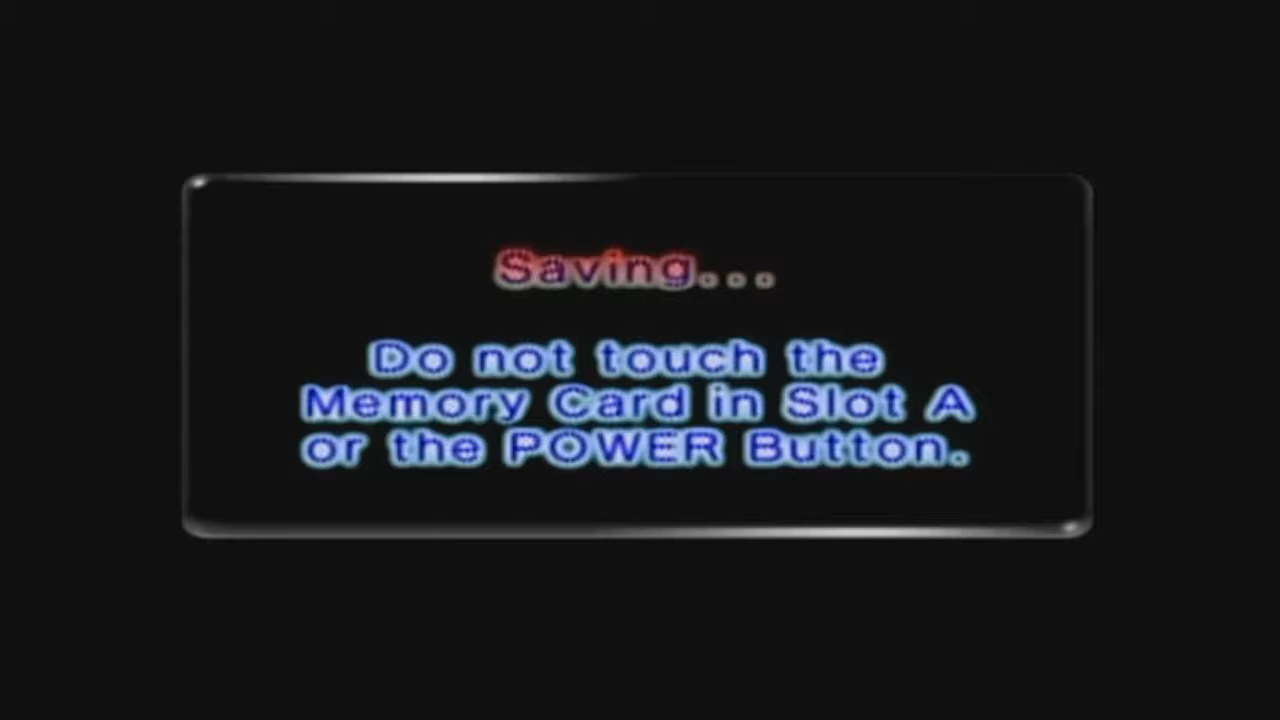 Saving...
Do not touch the
Memory Card in Slot A
or the POWER Button.